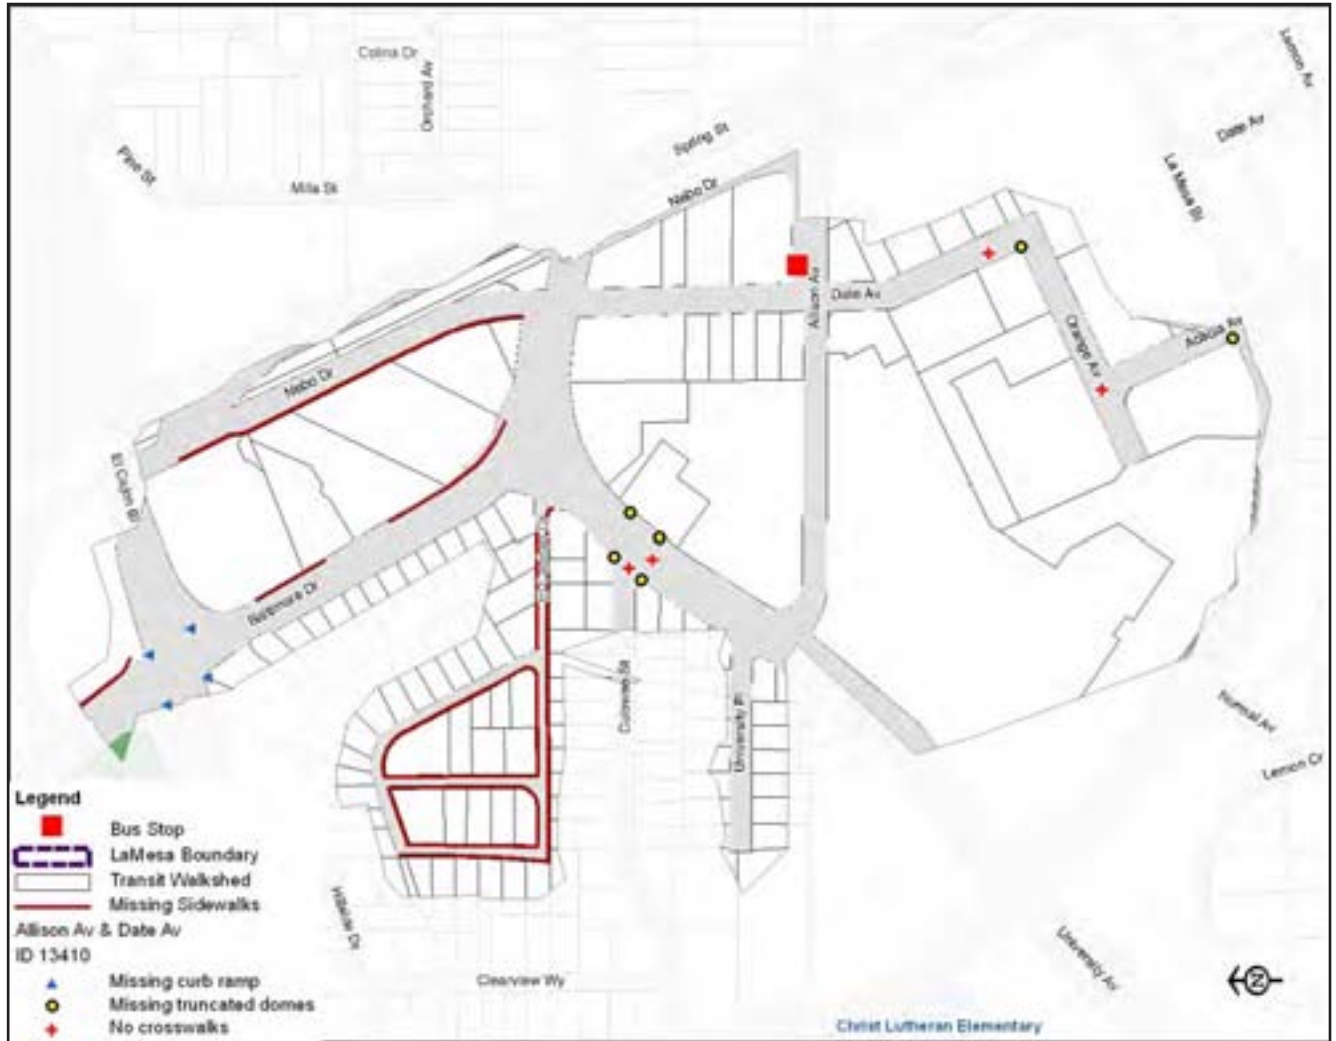 Colina Dr
Orchard Av
Lemon Av
Date Av
Spring St
Pine St
La Mesa Bl
Milla St
Nebo Dr
Allison Av
Date Av
Orange Av
Acacia St
Nebo Dr
El Cajon Bl
Baltimore Dr
University Pl
Normal Av
Lemon Cr
Legend
Bus Stop
LaMesa Boundary
Transit Walkshed
Missing Sidewalks
Allison Av & Date Av
ID 13410
Missing curb ramp
Missing truncated domes
No crosswalks
Hillside Dr
Clearview Wy
University Av
N
Christ Lutheran Elementary